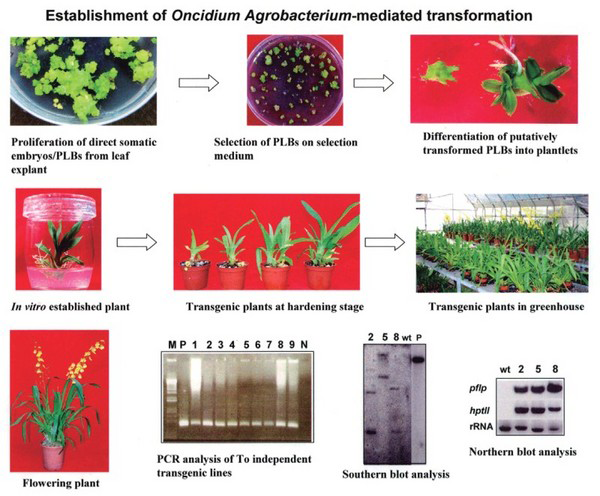 Establishment of Oncidium Agrobacterium-mediated transformation
Proliferation of direct somatic
embryos/PLBs from leaf
explant
Selection of PLBs on selection
medium
Differentiation of putatively
transformed PLBs into plantlets
In vitro established plant
Transgenic plants at hardening stage
Transgenic plants in greenhouse
Flowering plant
M P 1 2 3 4 5 6 7 8 9 N
PCR analysis of To independent
transgenic lines
2 5 8 wt P
Southern blot analysis
wt 2 5 8
pflp
hptII
rRNA
Northern blot analysis